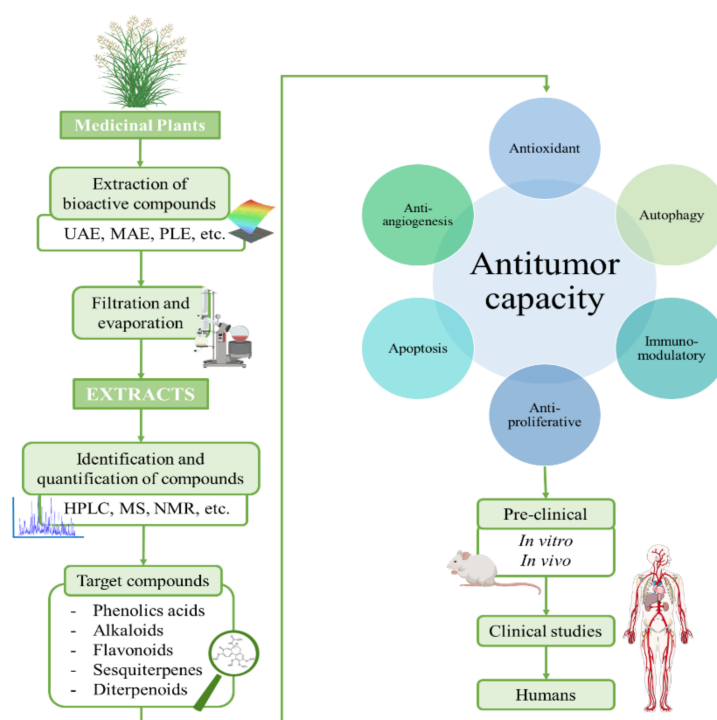 Medicinal Plants
Extraction of
bioactive compounds
UAE, MAE, PLE, etc.
Filtration and
evaporation
EXTRACTS
Identification and
quantification of compounds
HPLC, MS, NMR, etc.
Target compounds
- Phenolics acids
- Alkaloids
- Flavonoids
- Sesquiterpenes
- Diterpenoids
Antioxidant
Anti-
angiogenesis
Autophagy
Antitumor
capacity
Apoptosis
Immuno-
modulatory
Anti-
proliferative
Pre-clinical
In vitro
In vivo
Clinical studies
Humans